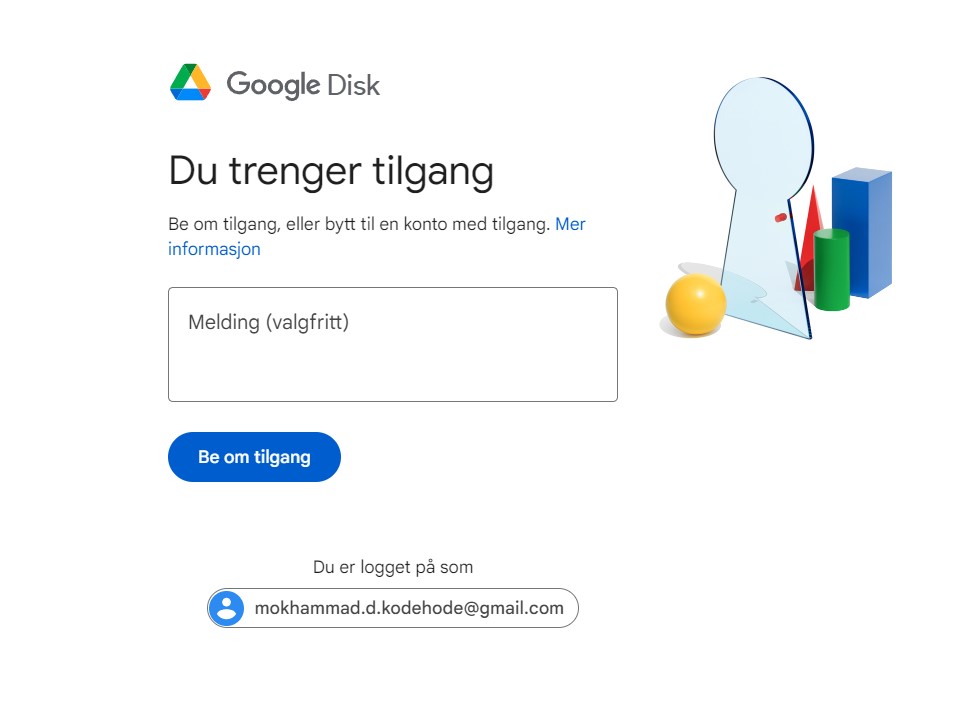 Google Disk
Du trenger tilgang
Be om tilgang, eller bytt til en konto med tilgang. Mer
informasjon
Melding (valgfritt)
Be om tilgang
Du er logget på som
mokhammad.d.kodehode@gmail.com